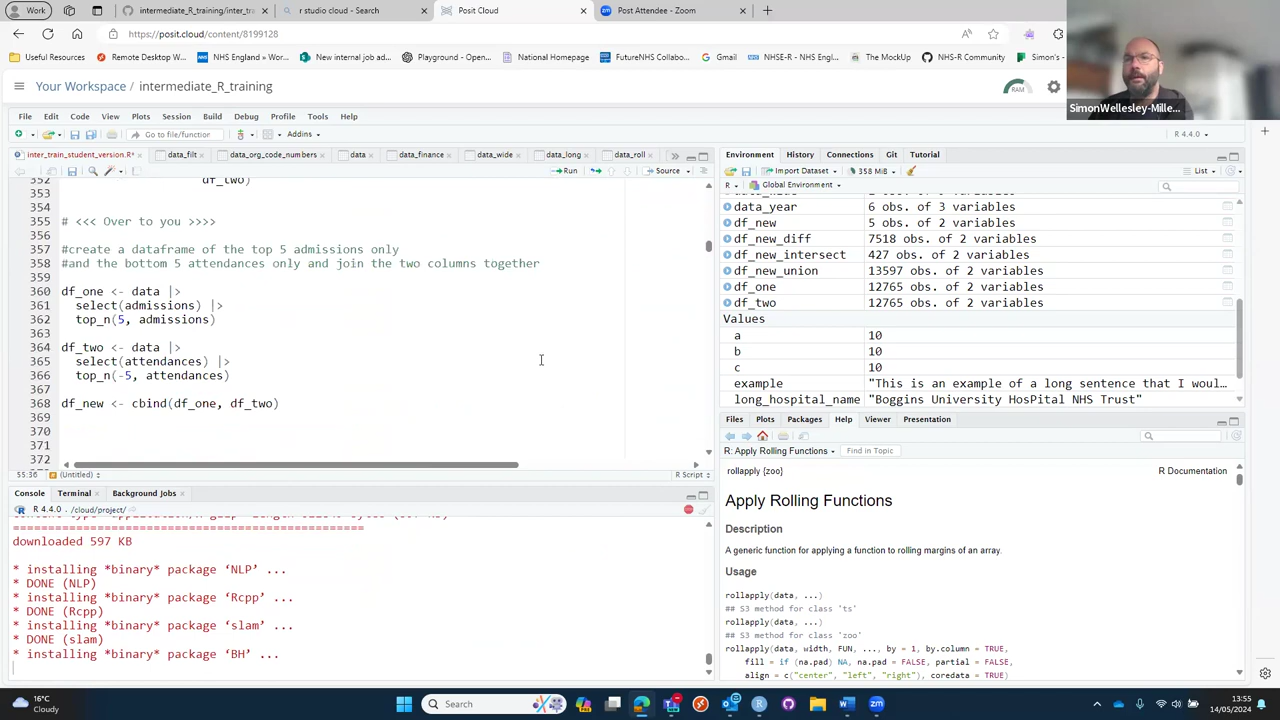 Work
intermediate_R_training/inter_tra
r studio cloud - Search
Posit Cloud
Post Attendee - Zoom
https://posit.cloud/content/8199128
Useful Resources
Remote Desktop W...
NHS England > Wor...
New internal job ad...
Playground - Open...
National Homepage
FutureNHS Collabor...
Gmail
NHSE-R - NHS Engl...
The MockUp
NHS-R Community
Simon's
SimonWellesley-Mille...
Your Workspace / intermediate_R_training
RAM
File Edit Code View Plots Session Build Debug Profile Tools Help
Go to file/function
Addins
R 4.4.0
inter_train_student_version.R*
data_filt
data_org_code_numbers
data
data_finance
data_wide
data_long
data_roll
Run
Source
352 df_two)
353
354
355 # <<< Over to you >>>>
356
357 #create a dataframe of the top 5 admissions only
358 #and the bottom 5 attendances only and join the two columns together
359
360 df_one <- data |>
361 select(admissions) |>
362 top_n(5, admissions)
363
364 df_two <- data |>
365 select(attendances) |>
366 top_n(-5, attendances)
367
368 df_new <- cbind(df_one, df_two)
369
370
371
372
55:36
(Untitled)
R Script
Console
Terminal
Background Jobs
R 4.4.0 · /cloud/project/
=================================================
downloaded 597 KB
* installing *binary* package ‘NLP’ ...
* DONE (NLP)
* installing *binary* package ‘Rcpp’ ...
* DONE (Rcpp)
* installing *binary* package ‘slam’ ...
* DONE (slam)
* installing *binary* package ‘BH’ ...
Environment
History
Connections
Git
Tutorial
Import Dataset
358 MiB
List
R
Global Environment
data_year 6 obs. of 3 variables
df_new 5 obs. of 2 variables
df_new_diff 7518 obs. of 2 variables
df_new_intersect 427 obs. of 2 variables
df_new_union 13597 obs. of 2 variables
df_one 12765 obs. of 2 variables
df_two 12765 obs. of 2 variables
Values
a 10
b 10
c 10
example "This is an example of a long sentence that I woul...
long_hospital_name "Boggins University HosPital NHS Trust"
Files Plots Packages Help Viewer Presentation
R: Apply Rolling Functions
Find in Topic
rollapply {zoo}
R Documentation
Apply Rolling Functions
Description
A generic function for applying a function to rolling margins of an array.
Usage
rollapply(data, ...)
## S3 method for class 'ts'
rollapply(data, ...)
## S3 method for class 'zoo'
rollapply(data, width, FUN, ..., by = 1, by.column = TRUE,
fill = if (na.pad) NA, na.pad = FALSE, partial = FALSE,
align = c("center", "left", "right"), coredata = TRUE)
16°C
Cloudy
Search
13:55
14/05/2024